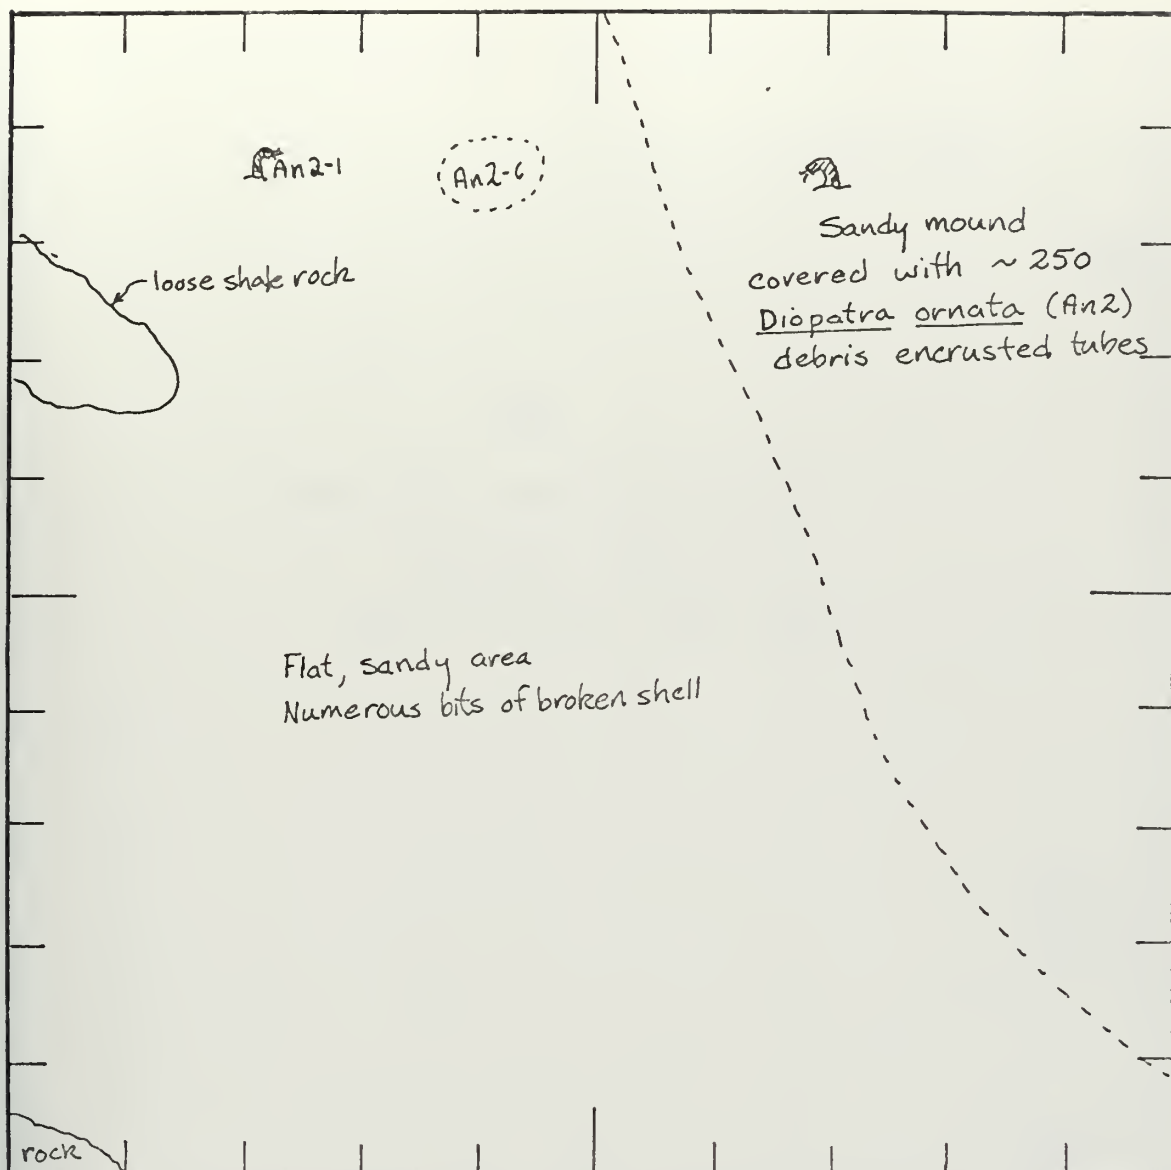 An2-1
An2-6
loose shale rock
Sandy mound
covered with ~ 250
Diopatra ornata (An2)
debris encrusted tubes
Flat, sandy area
Numerous bits of broken shell
rock